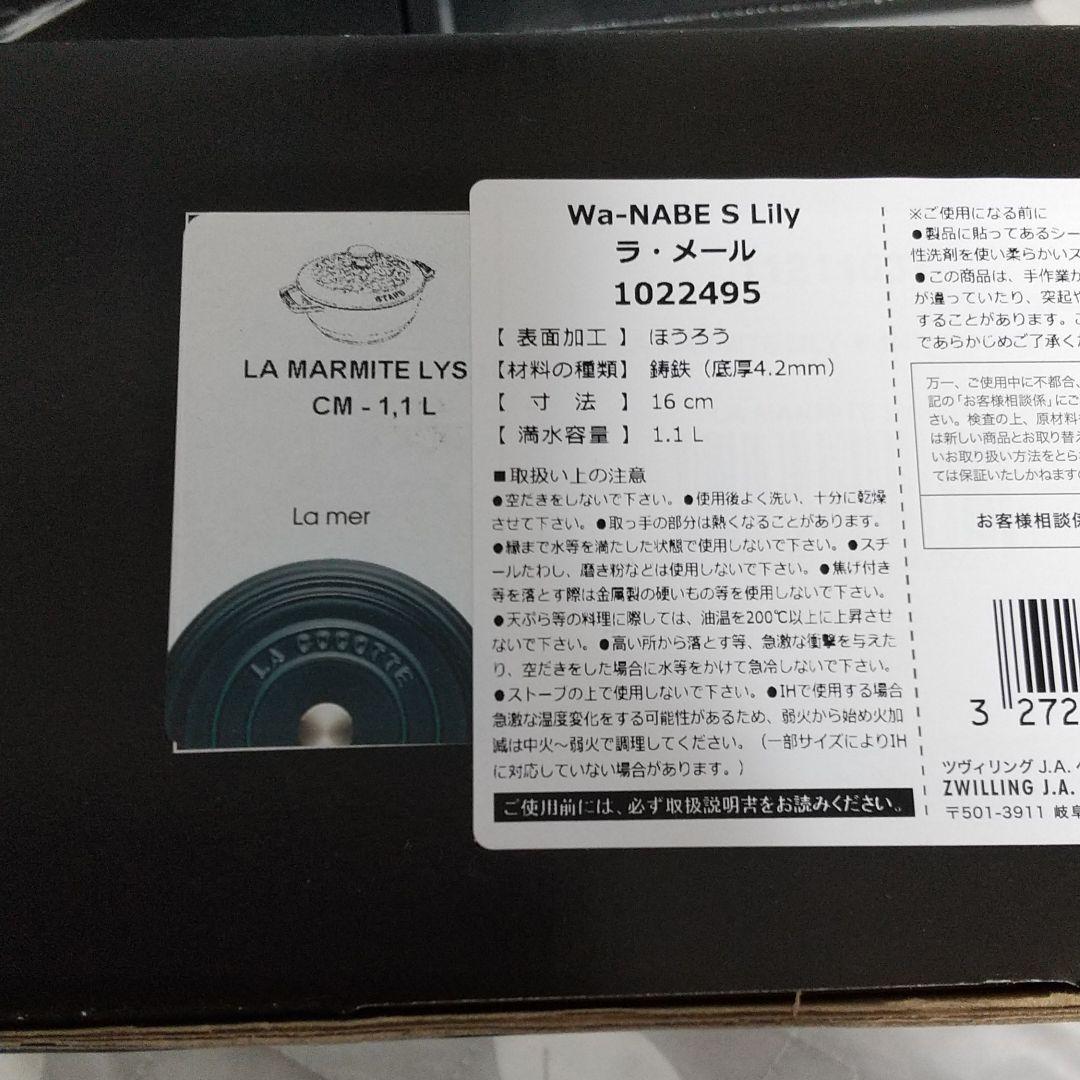 STAUB
LA MARMITE LYS
CM - 1,1 L
La mer
LA COCOTTE
Wa-NABE S Lily
ラ・メール
1022495
【 表面加工 】 ほうろう
【材料の種類】 鋳鉄（底厚4.2mm）
【 寸 法 】 16 cm
【 満水容量 】 1.1 L
■取扱い上の注意
●空だきをしないで下さい。●使用後よく洗い、十分に乾燥
させて下さい。●取っ手の部分は熱くなることがあります。
●縁まで水等を満たした状態で使用しないで下さい。●スチ
ールたわし、磨き粉などは使用しないで下さい。●焦げ付き
等を落とす際は金属製の硬いもの等を使用しないで下さい。
●天ぷら等の料理に際しては、油温を200℃以上に上昇させ
ないで下さい。●高い所から落とす等、急激な衝撃を与えた
り、空だきをした場合に水等をかけて急冷しないで下さい。
●ストーブの上で使用しないで下さい。●IHで使用する場合
急激な温度変化をする可能性があるため、弱火から始め火加
減は中火～弱火で調理してください。（一部サイズによりIH
に対応していない場合があります。）
ご使用前には、必ず取扱説明書をお読みください。
※ご使用になる前に
●製品に貼ってあるシー
性洗剤を使い柔らかいス
●この商品は、手作業か
が違っていたり、突起や
することがあります。こ
であらかじめご了承くだ
万一、ご使用中に不都合、
記の「お客様相談係」にご
さい。検査の上、原材料
は新しい商品とお取り替え
いお取り扱い方法をとら
ては保証いたしかねますの
お客様相談係
3 272
ツヴィリング J.A.
ZWILLING J.A.
〒501-3911 岐阜